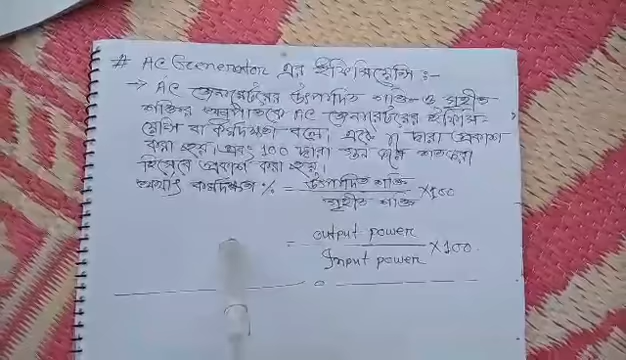 # AC Generator এর ইফিসিয়েন্সি :-
→ AC জেনারেটরের উৎপাদিত শক্তি ও গৃহীত
শক্তির অনুপাতকে AC জেনারেটরের ইফিসি-
য়েন্সি বা কর্মদক্ষতা বলে। একে η দ্বারা প্রকাশ
করা হয়। এবং 100 দ্বারা গুন করে শতকরা
হিসেবে প্রকাশ করা হয়।
অর্থাৎ কর্মদক্ষতা % = উৎপাদিত শক্তি / গৃহীত শক্তি ×100
= output power / Input power ×100